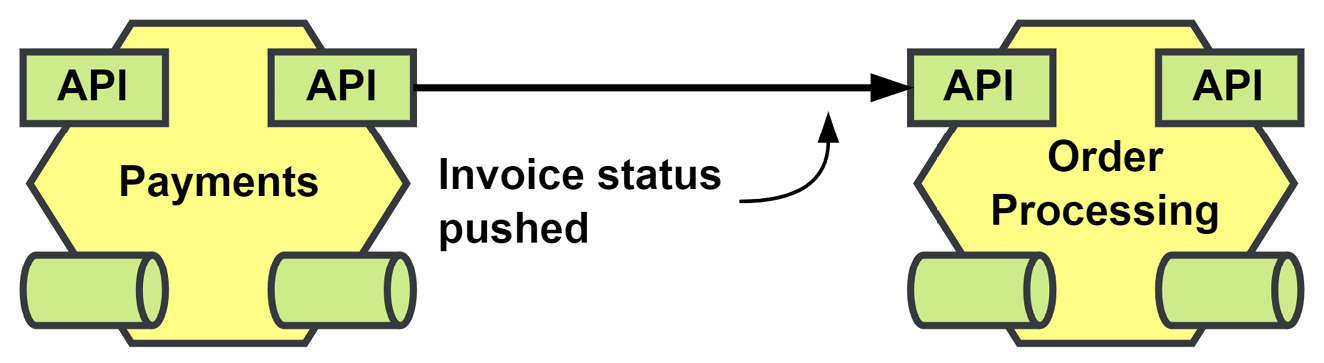 API
API
API
API
Payments
Invoice status
pushed
Order
Processing